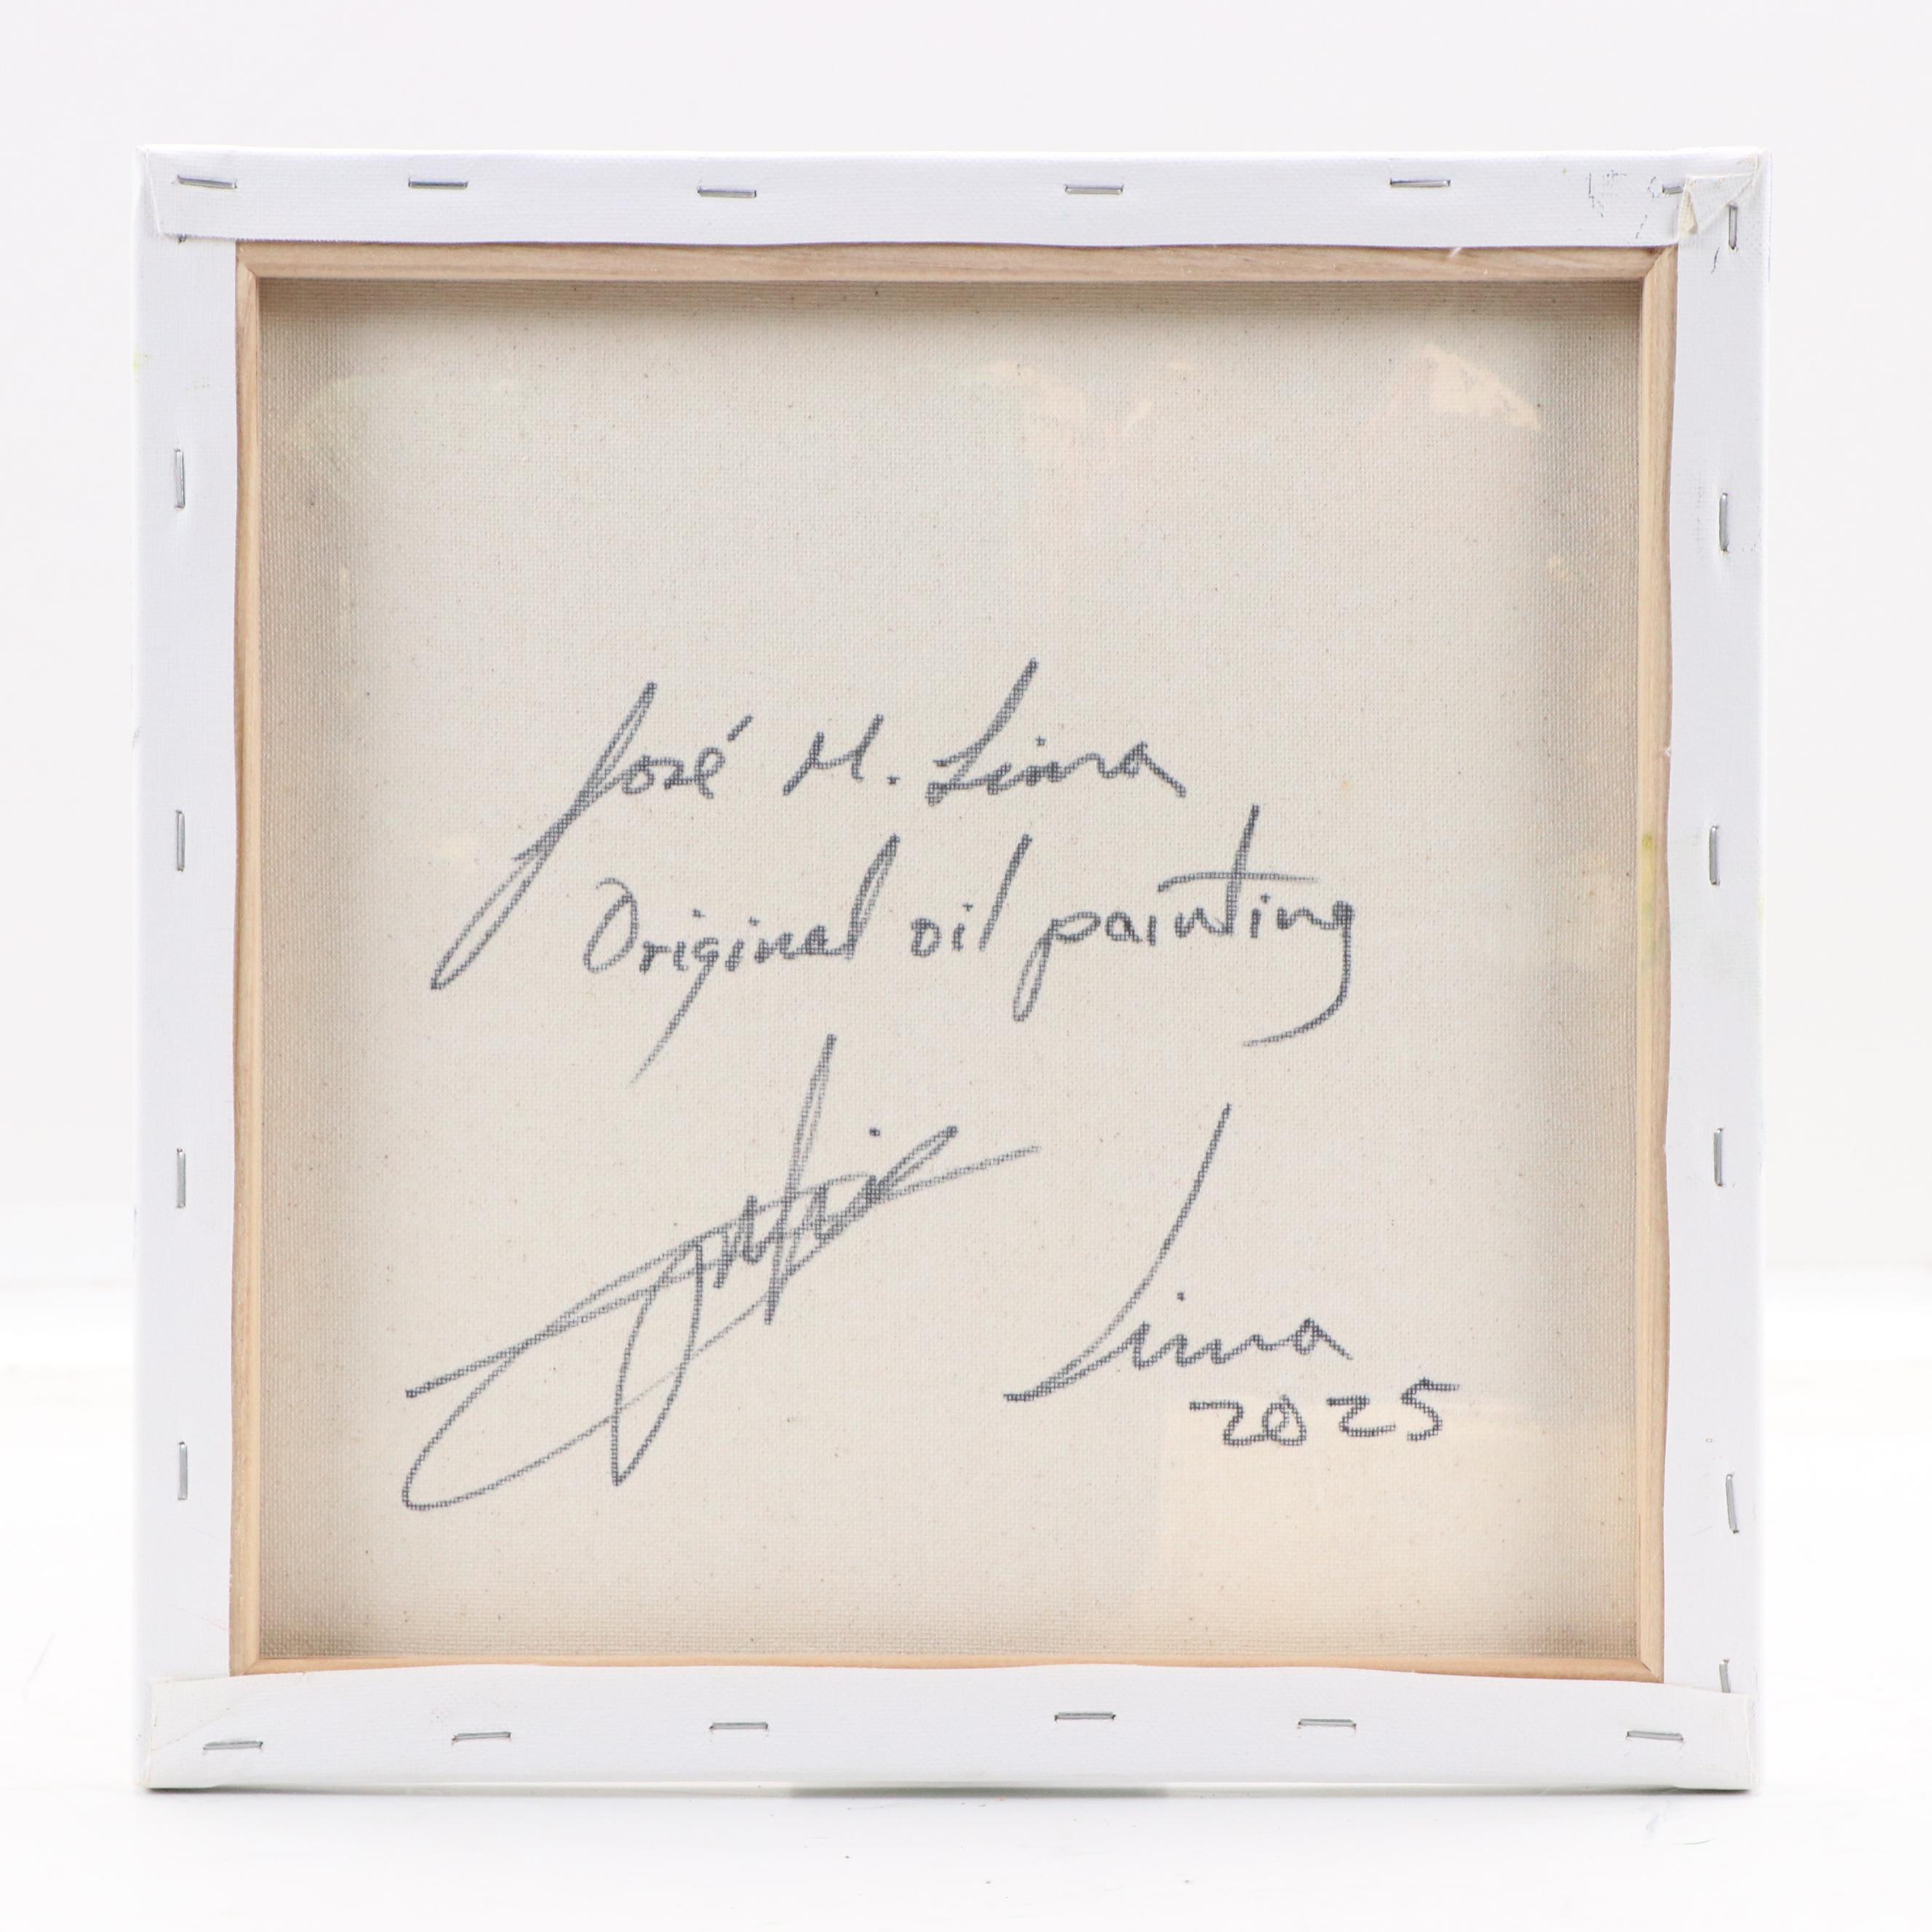 José M. Lima
Original oil painting
Lima
2025